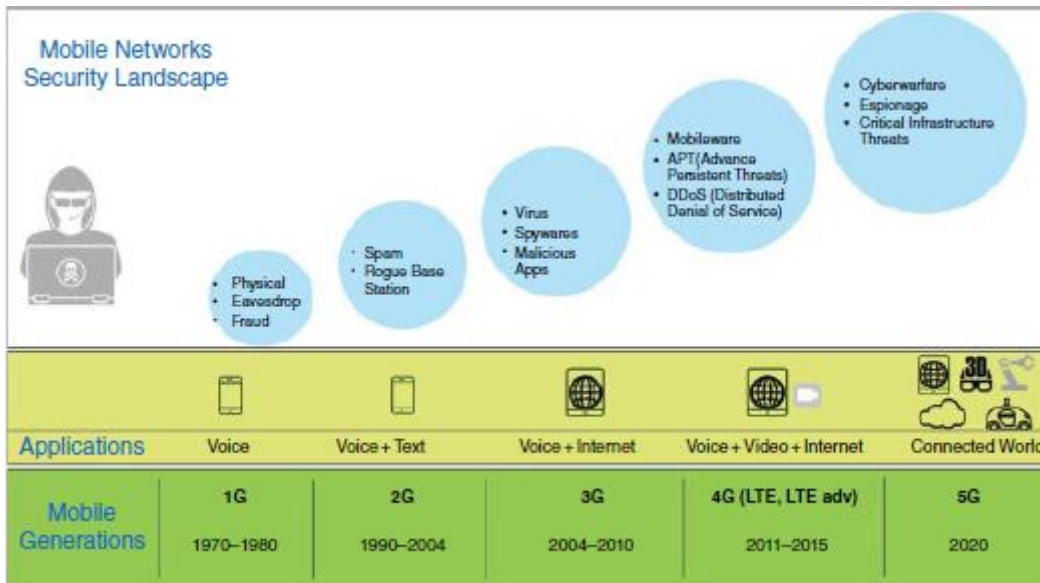 Mobile Networks
Security Landscape
• Physical
• Eavesdrop
• Fraud
• Spam
• Rogue Base
Station
• Virus
• Spywares
• Malicious
Apps
• Mobileware
• APT(Advance
Persistent Threats)
• DDoS (Distributed
Denial of Service)
• Cyberwarfare
• Espionage
• Critical Infrastructure
Threats
3D
Applications
Voice
Voice + Text
Voice + Internet
Voice + Video + Internet
Connected World
Mobile
Generations
1G
1970–1980
2G
1990–2004
3G
2004–2010
4G (LTE, LTE adv)
2011–2015
5G
2020